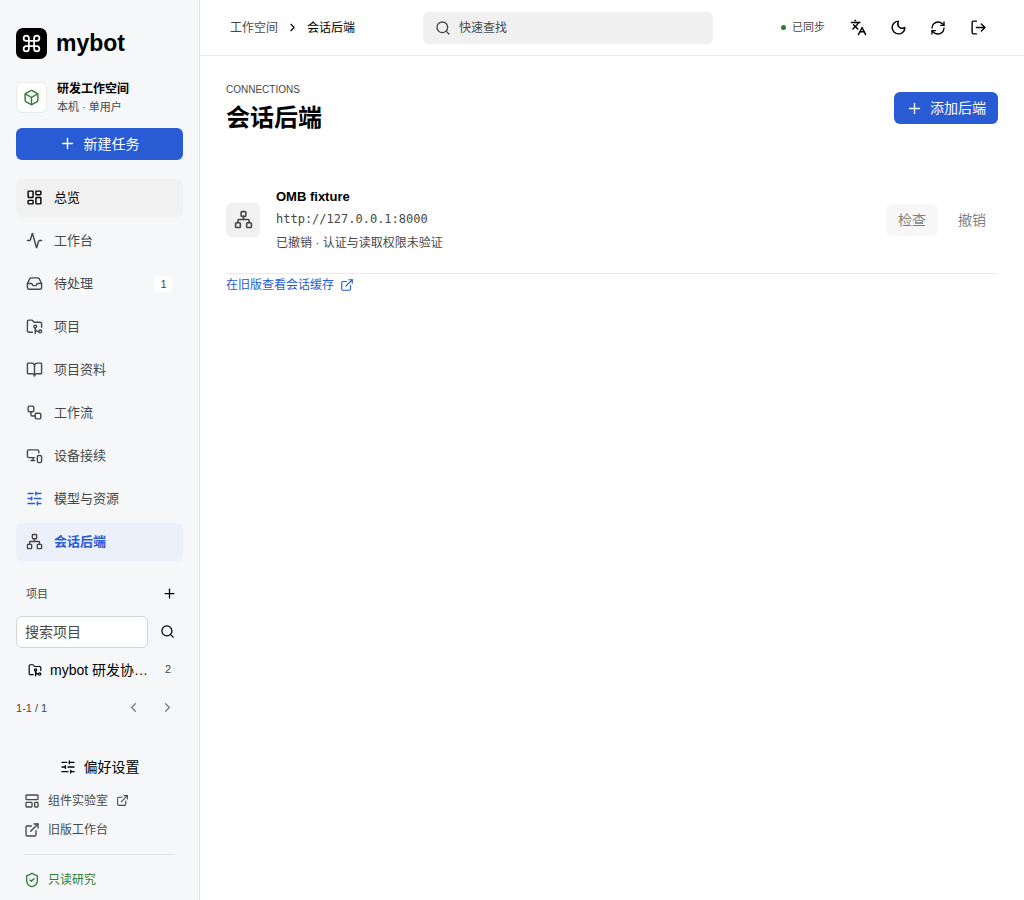 mybot
研发工作空间
本机 · 单用户
新建任务
总览
工作台
待处理 1
项目
项目资料
工作流
设备接续
模型与资源
会话后端
项目
搜索项目
mybot 研发协… 2
1-1 / 1
偏好设置
组件实验室
旧版工作台
只读研究
工作空间 会话后端
快速查找
已同步
CONNECTIONS
会话后端
添加后端
OMB fixture
http://127.0.0.1:8000
已撤销 · 认证与读取权限未验证
检查 撤销
在旧版查看会话缓存